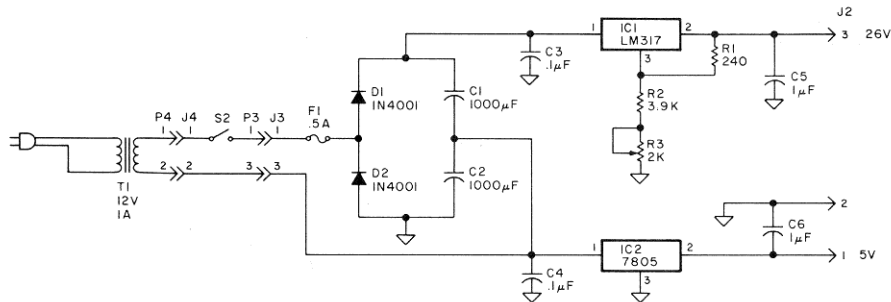 J2
1 IC1 2
LM317
3
3 26V
C3
.1µF
R1
240
C5
1µF
R2
3.9K
R3
2K
D1
1N4001
C1
1000µF
P4 J4
1 1
S2
P3 J3
1 1
F1
.5A
D2
1N4001
C2
1000µF
2 2
3 3
T1
12V
1A
2
C6
1µF
1 IC2 2
7805
3
1 5V
C4
.1µF